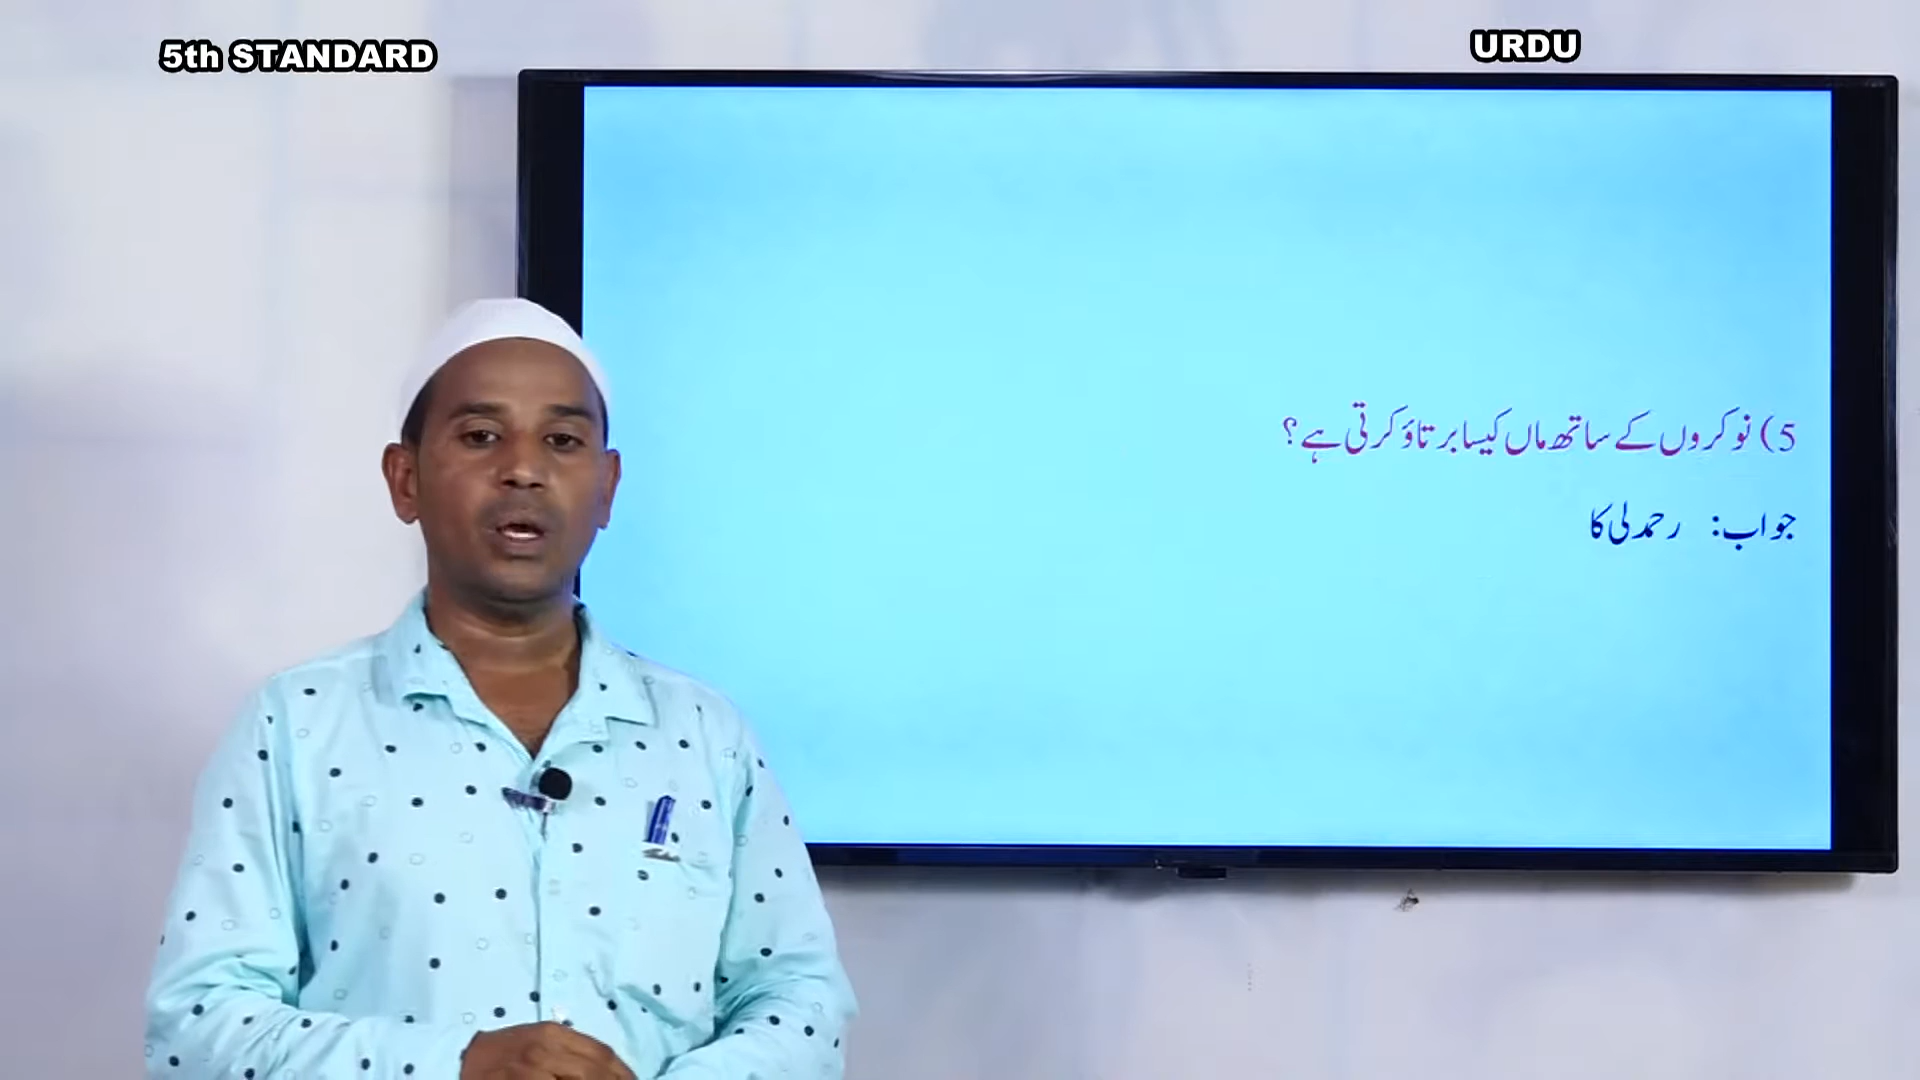 5th STANDARD
URDU
5) نوکروں کے ساتھ ماں کیسا برتاؤ کرتی ہے؟
جواب: رحمدلی کا